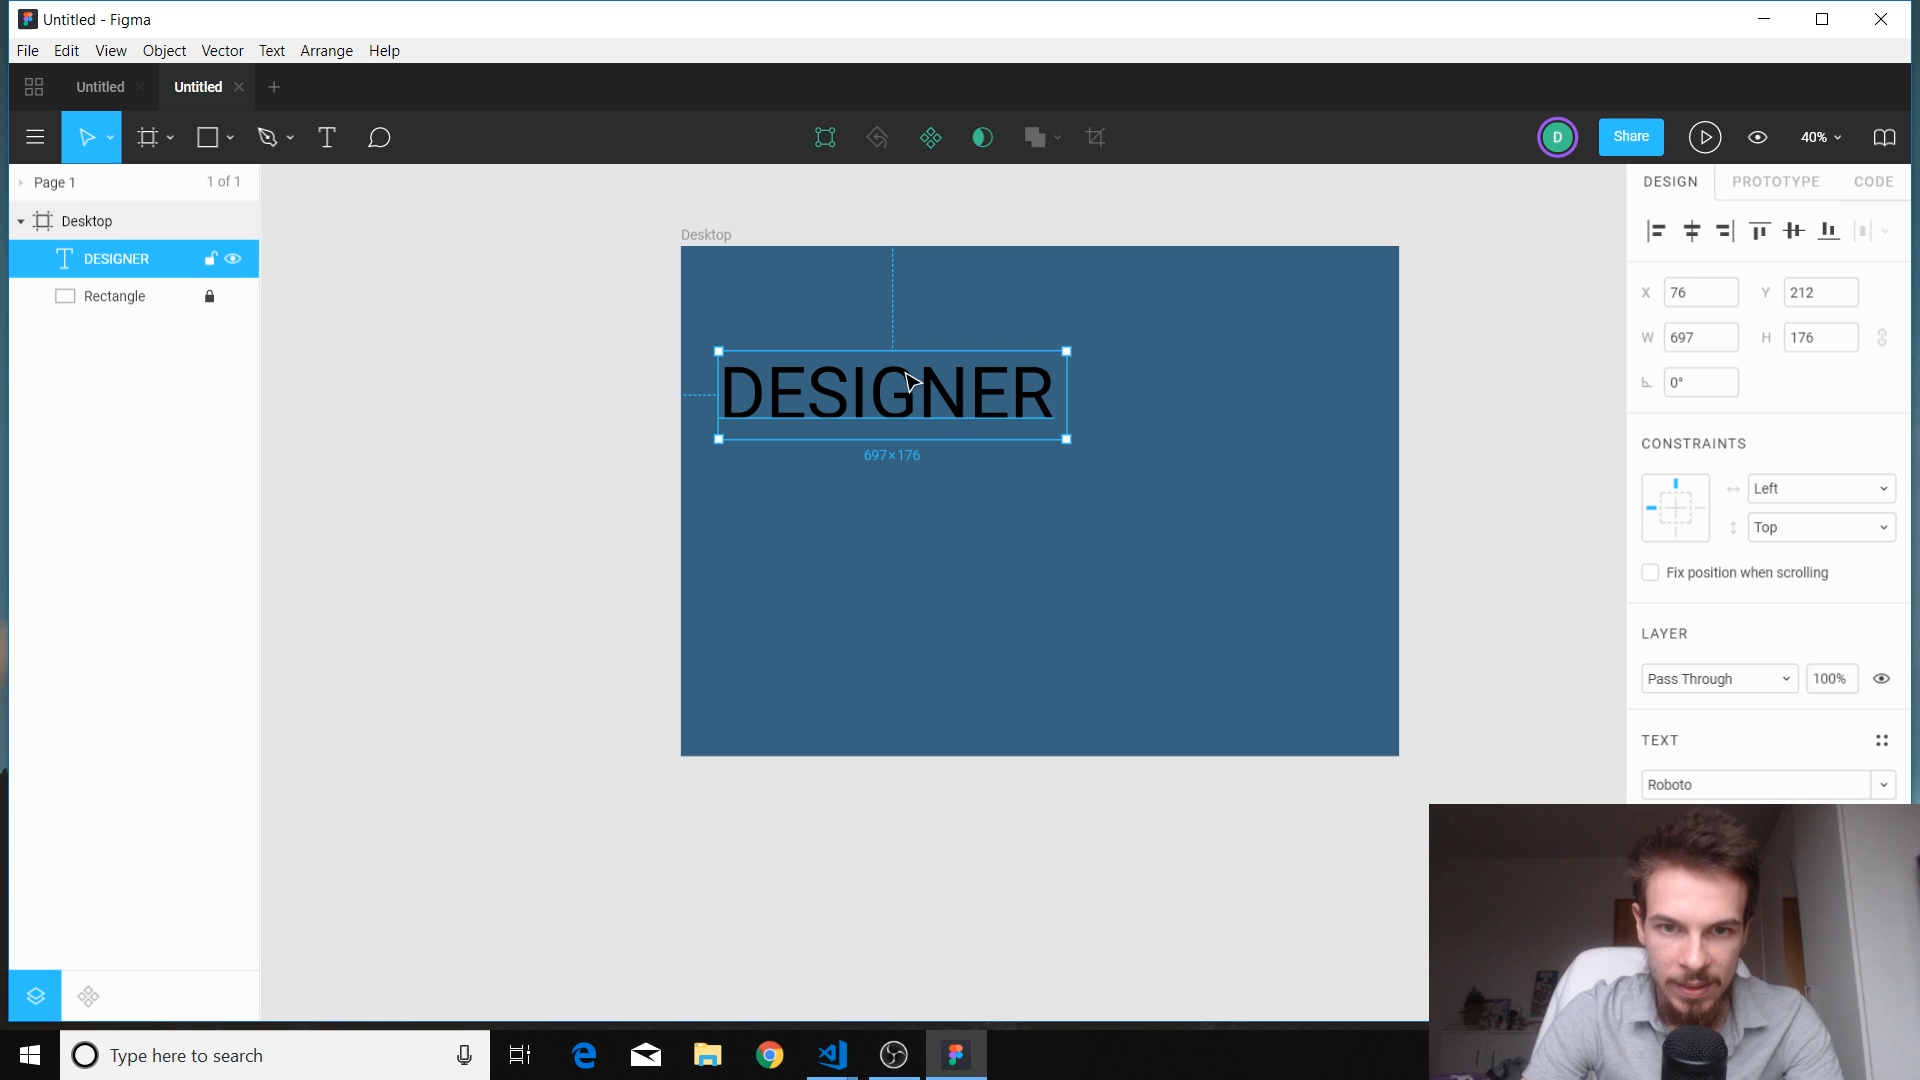 Untitled - Figma
File Edit View Object Vector Text Arrange Help
Untitled Untitled
D Share 40%
Page 1 1 of 1
DESIGN PROTOTYPE CODE
Desktop
DESIGNER
Rectangle
Desktop
DESIGNER
697×176
X 76 Y 212
W 697 H 176
0°
CONSTRAINTS
Left
Top
Fix position when scrolling
LAYER
Pass Through 100%
TEXT
Roboto
Type here to search